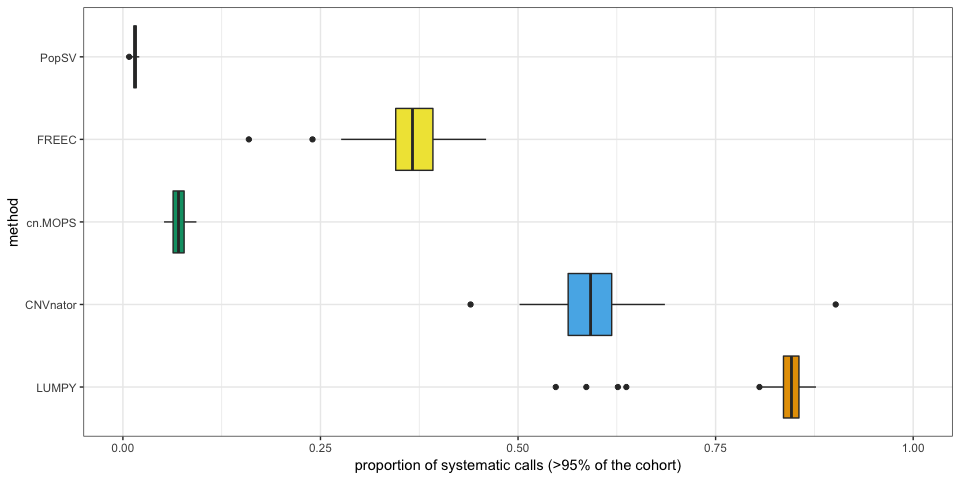 method
PopSV
FREEC
cn.MOPS
CNVnator
LUMPY
0.00 0.25 0.50 0.75 1.00
proportion of systematic calls (>95% of the cohort)